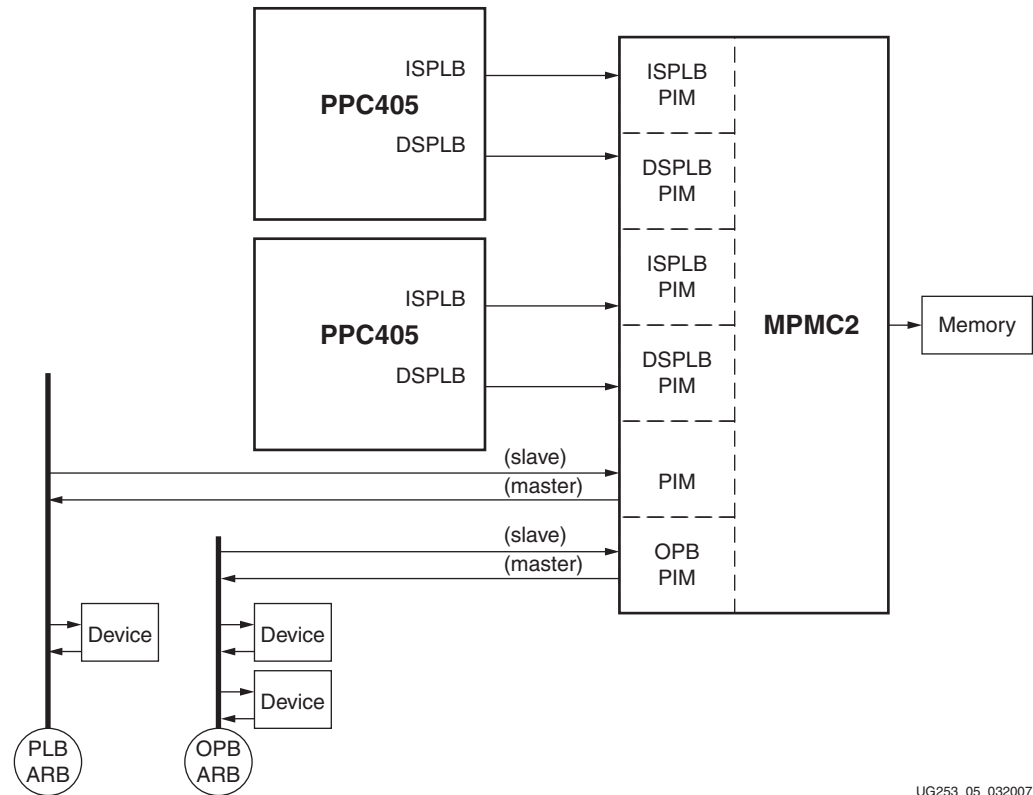 ISPLB
PPC405
DSPLB
ISPLB
PIM
DSPLB
PIM
ISPLB
PPC405
DSPLB
ISPLB
PIM
DSPLB
PIM
MPMC2
Memory
(slave)
(master)
PIM
(slave)
(master)
OPB
PIM
Device
Device
Device
PLB
ARB
OPB
ARB
UG253_05_032007